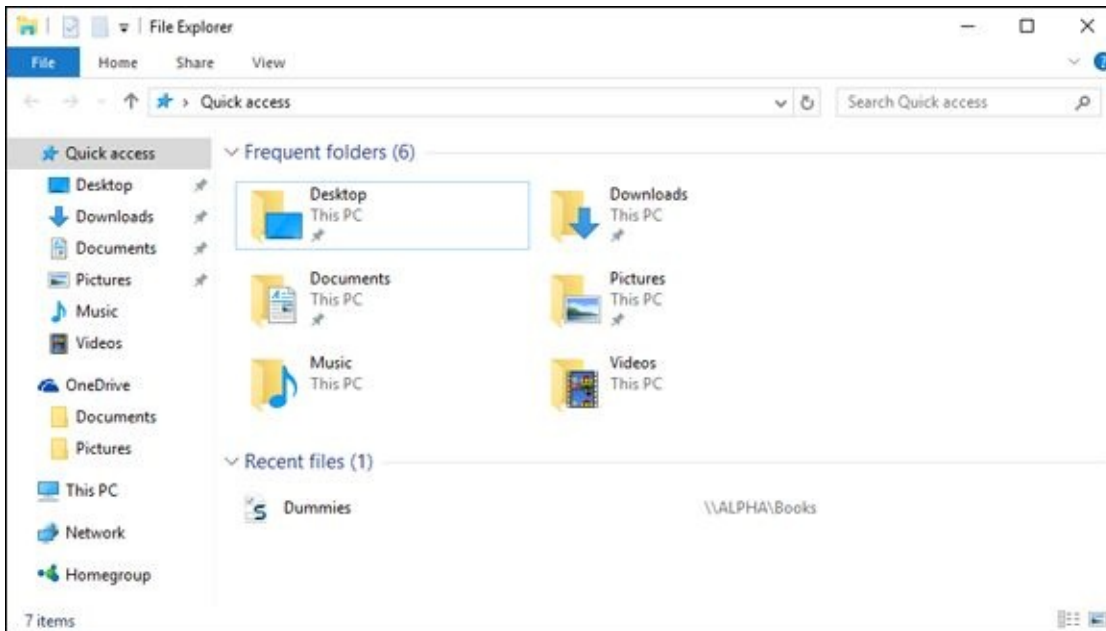 File Explorer
File Home Share View
Quick access
Search Quick access
Quick access
Desktop
Downloads
Documents
Pictures
Music
Videos
OneDrive
Documents
Pictures
This PC
Network
Homegroup
Frequent folders (6)
Desktop
This PC
Downloads
This PC
Documents
This PC
Pictures
This PC
Music
This PC
Videos
This PC
Recent files (1)
Dummies \\ALPHA\Books
7 items